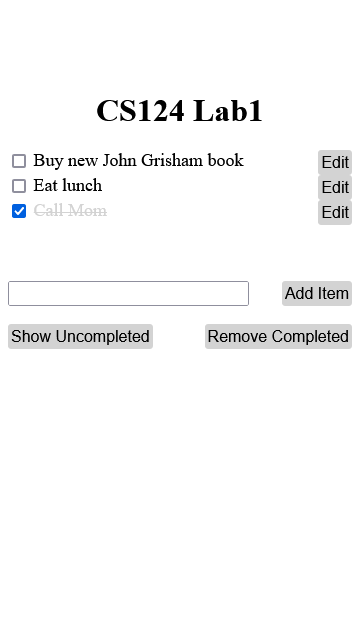 CS124 Lab1
Buy new John Grisham book Edit
Eat lunch Edit
Call Mom Edit
Add Item
Show Uncompleted Remove Completed